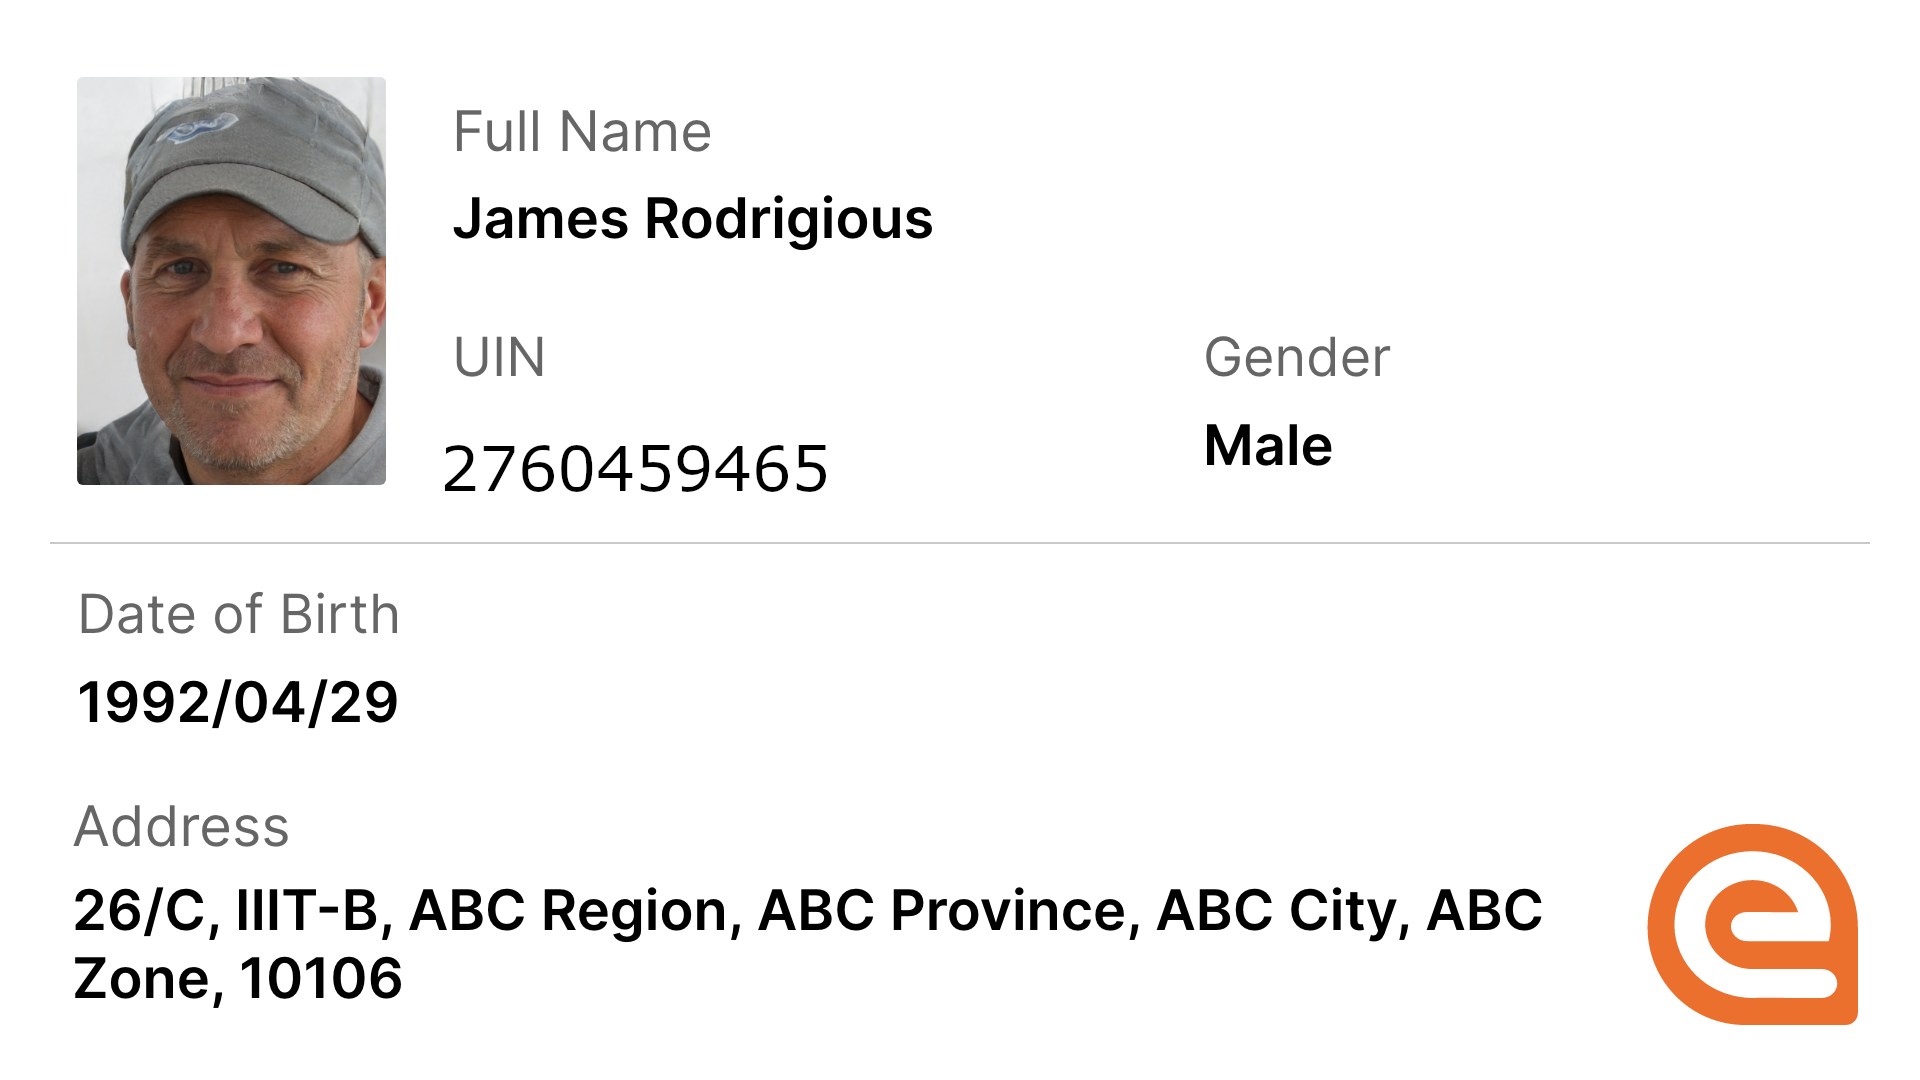 Full Name
James Rodrigious
UIN
Gender
2760459465
Male
Date of Birth
1992/04/29
Address
26/C, IIIT-B, ABC Region, ABC Province, ABC City, ABC
Zone, 10106